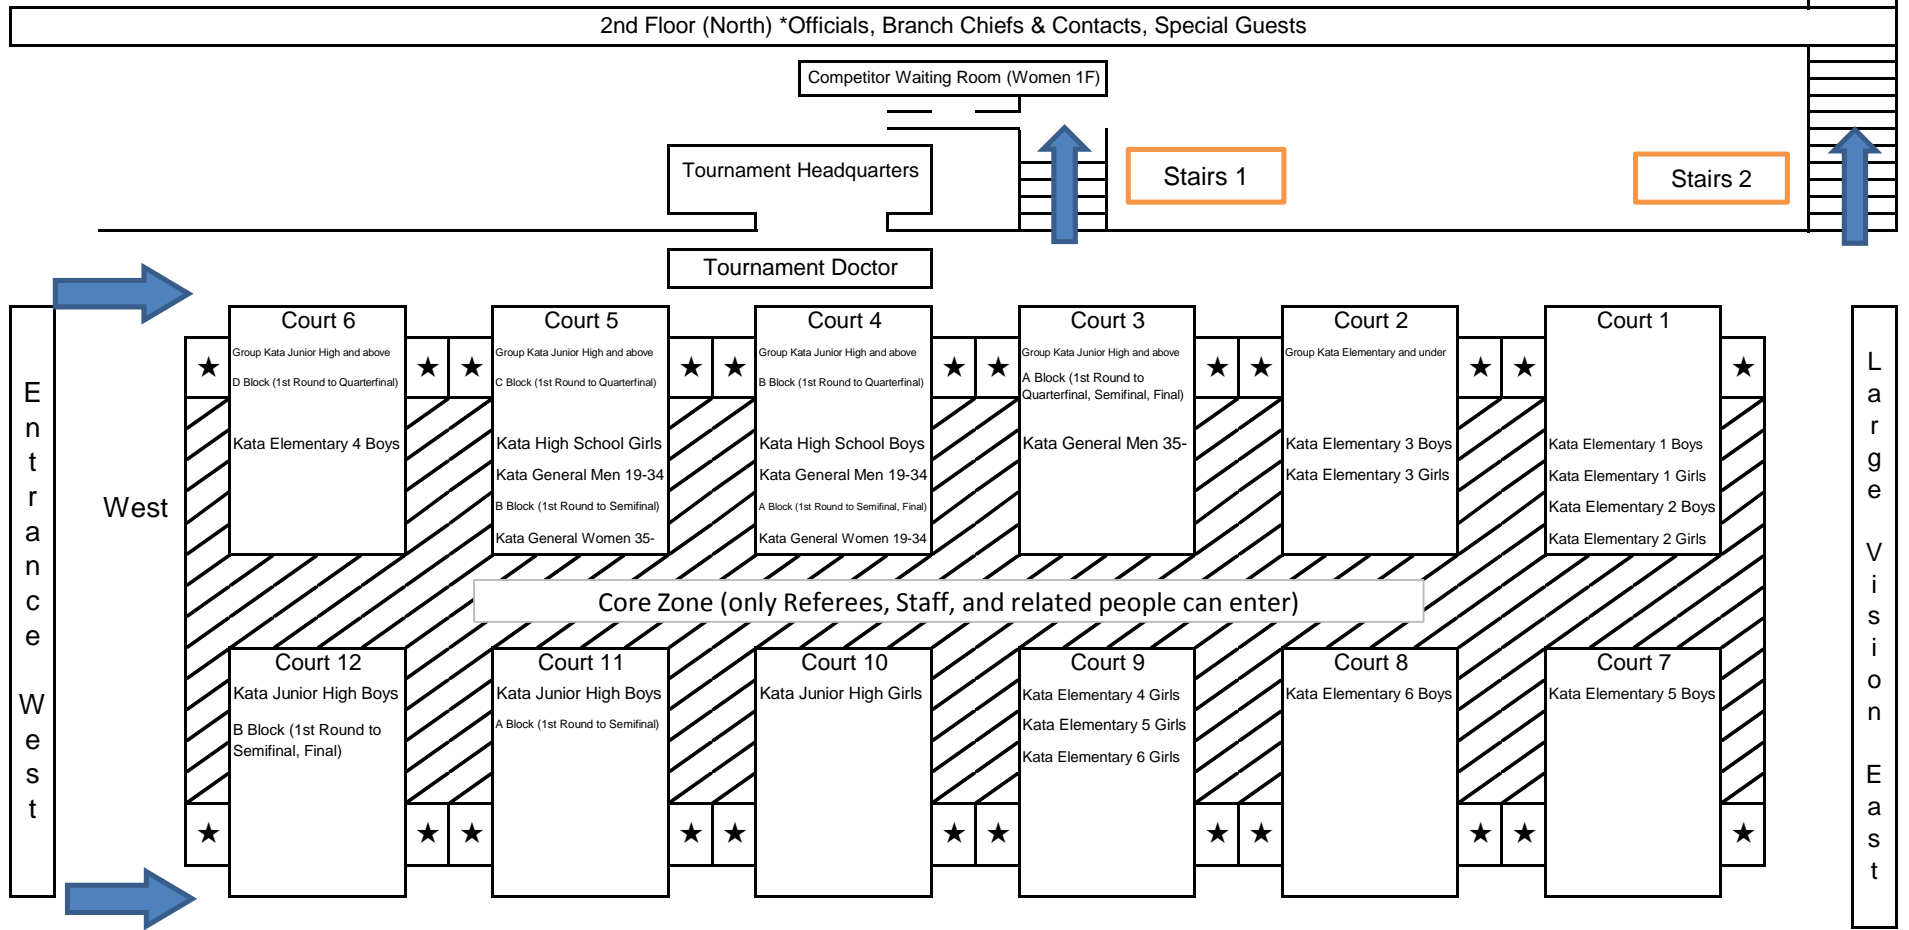 2nd Floor (North) *Officials, Branch Chiefs & Contacts, Special Guests
Competitor Waiting Room (Women 1F)
Tournament Headquarters
Stairs 1
Stairs 2
Tournament Doctor
Entrance West
West
Court 6
Group Kata Junior High and above
D Block (1st Round to Quarterfinal)
Kata Elementary 4 Boys
Court 5
Group Kata Junior High and above
C Block (1st Round to Quarterfinal)
Kata High School Girls
Kata General Men 19-34
B Block (1st Round to Semifinal)
Kata General Women 35-
Court 4
Group Kata Junior High and above
B Block (1st Round to Quarterfinal)
Kata High School Boys
Kata General Men 19-34
A Block (1st Round to Semifinal, Final)
Kata General Women 19-34
Court 3
Group Kata Junior High and above
A Block (1st Round to
Quarterfinal, Semifinal, Final)
Kata General Men 35-
Court 2
Group Kata Elementary and under
Kata Elementary 3 Boys
Kata Elementary 3 Girls
Court 1
Kata Elementary 1 Boys
Kata Elementary 1 Girls
Kata Elementary 2 Boys
Kata Elementary 2 Girls
Large Vision East
Core Zone (only Referees, Staff, and related people can enter)
Court 12
Kata Junior High Boys
B Block (1st Round to
Semifinal, Final)
Court 11
Kata Junior High Boys
A Block (1st Round to Semifinal)
Court 10
Kata Junior High Girls
Court 9
Kata Elementary 4 Girls
Kata Elementary 5 Girls
Kata Elementary 6 Girls
Court 8
Kata Elementary 6 Boys
Court 7
Kata Elementary 5 Boys